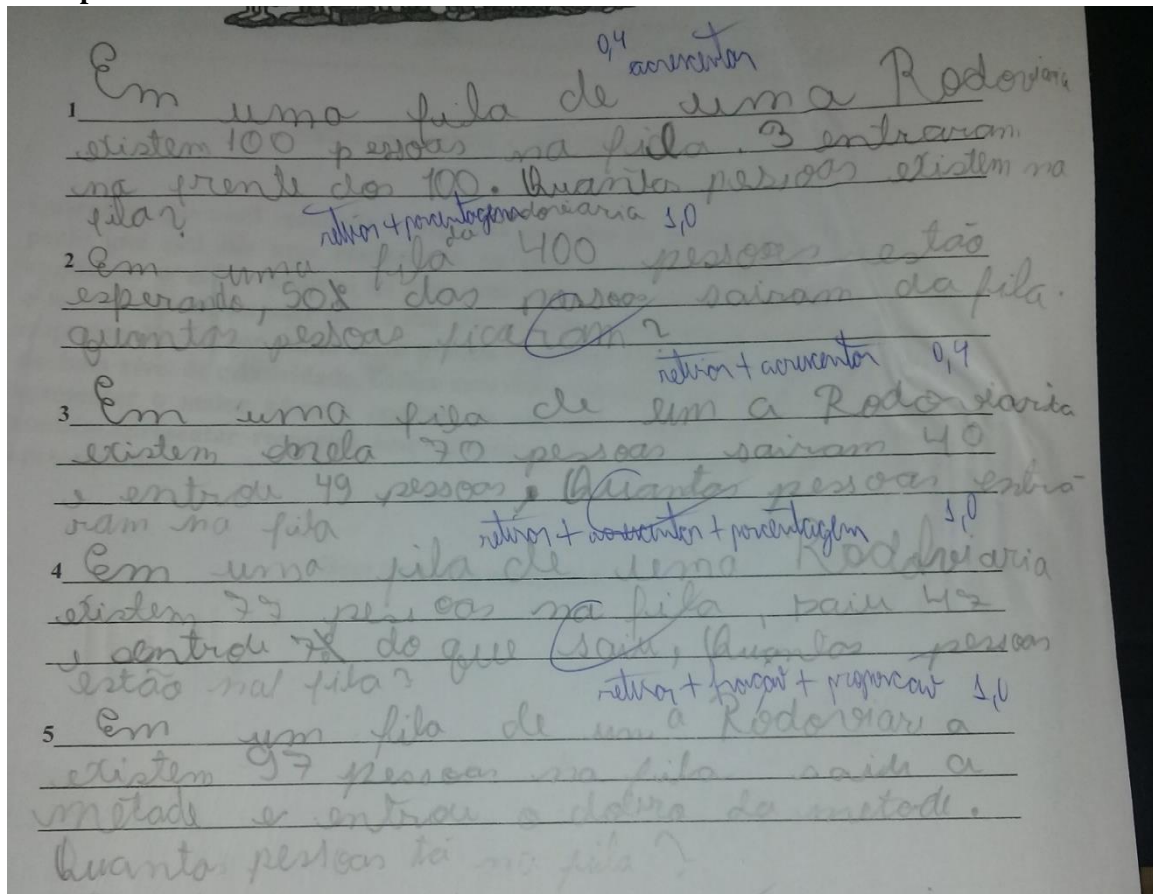 0,4
acrescentar
1 Em uma fila de uma Rodoviaria
existem 100 pessoas na fila. 3 entraram
na frente dos 100. Quantas pessoas existem na
fila?
retirar + porcentagem 1,0
2 Em uma fila da rodoviaria 400 pessoas estão
esperando, 50% das pessoas sairam da fila.
quantas pessoas ficaram?
retirar + acrescentar 0,4
3 Em uma fila de um a Rodoviaria
existem nela 70 pessoas sairam 40
e entrou 49 pessoas, Quantas pessoas entra
ram na fila
retirar + acrescentar + porcentagem 1,0
4 Em uma fila de uma Rodoviaria
existem 77 pessoas na fila, saiu 47
e entrou 7% do que saiu, Quantas pessoas
estão na fila?
retirar + fração + proporcão 1,0
5 Em um fila de uma Rodoviari a
existem 97 pessoas na fila saiu a
metade e entrou o dobro da metade.
Quantas pessoas tá na fila?